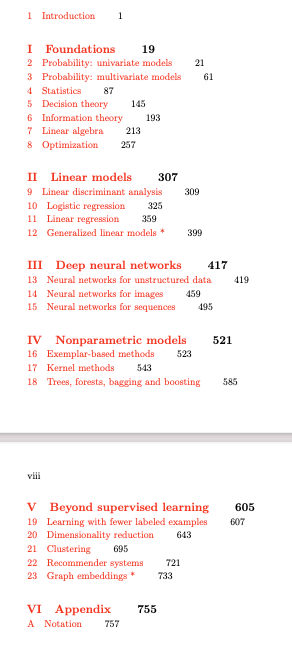 1 Introduction 1
I Foundations 19
2 Probability: univariate models 21
3 Probability: multivariate models 61
4 Statistics 87
5 Decision theory 145
6 Information theory 193
7 Linear algebra 213
8 Optimization 257
II Linear models 307
9 Linear discriminant analysis 309
10 Logistic regression 325
11 Linear regression 359
12 Generalized linear models * 399
III Deep neural networks 417
13 Neural networks for unstructured data 419
14 Neural networks for images 459
15 Neural networks for sequences 495
IV Nonparametric models 521
16 Exemplar-based methods 523
17 Kernel methods 543
18 Trees, forests, bagging and boosting 585
viii
V Beyond supervised learning 605
19 Learning with fewer labeled examples 607
20 Dimensionality reduction 643
21 Clustering 695
22 Recommender systems 721
23 Graph embeddings * 733
VI Appendix 755
A Notation 757